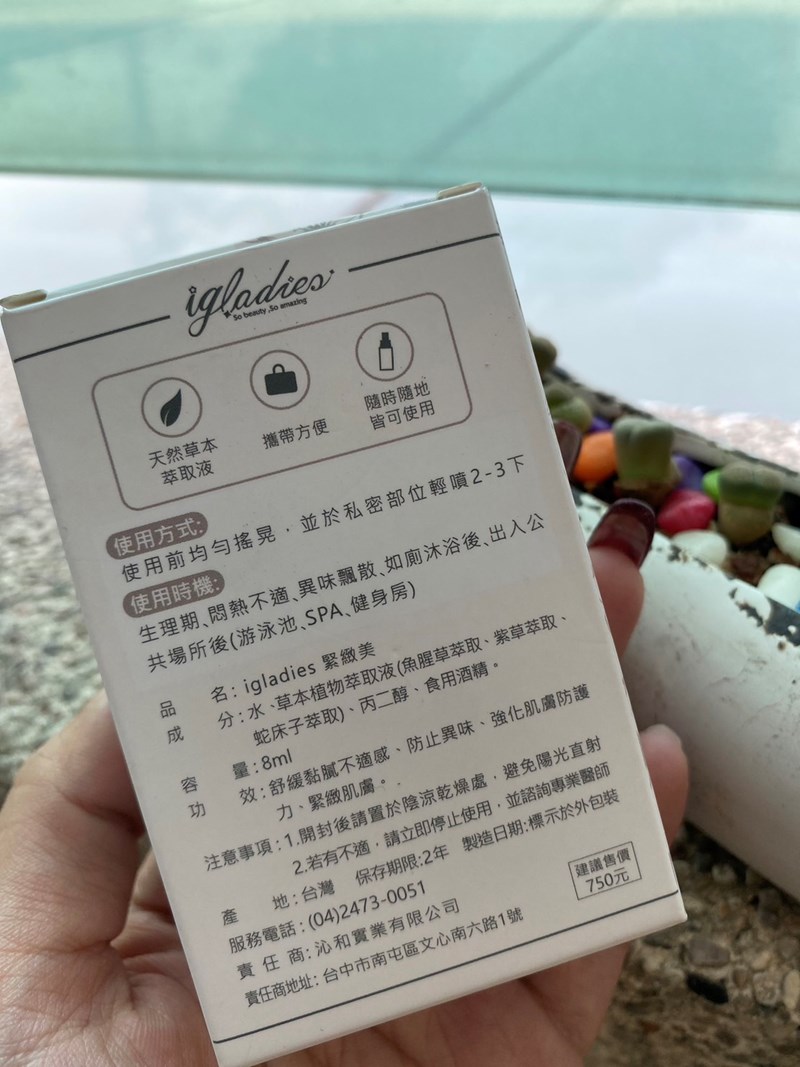 igladies
So beauty ,So amazing
天然草本
萃取液
攜帶方便
隨時隨地
皆可使用
使用方式:
使用前均勻搖晃，並於私密部位輕噴2-3下
使用時機:
生理期、悶熱不適、異味飄散、如廁沐浴後、出入公
共場所後(游泳池、SPA、健身房)
品名: igladies 緊緻美
成分: 水、草本植物萃取液(魚腥草萃取、紫草萃取、
蛇床子萃取)、丙二醇、食用酒精。
容量: 8ml
功效: 舒緩黏膩不適感、防止異味、強化肌膚防護
力、緊緻肌膚。
注意事項: 1.開封後請置於陰涼乾燥處，避免陽光直射
2.若有不適，請立即停止使用，並諮詢專業醫師
產地: 台灣 保存期限:2年 製造日期:標示於外包裝
服務電話: (04)2473-0051
責任商: 沁和實業有限公司
責任商地址: 台中市南屯區文心南六路1號
建議售價
750元